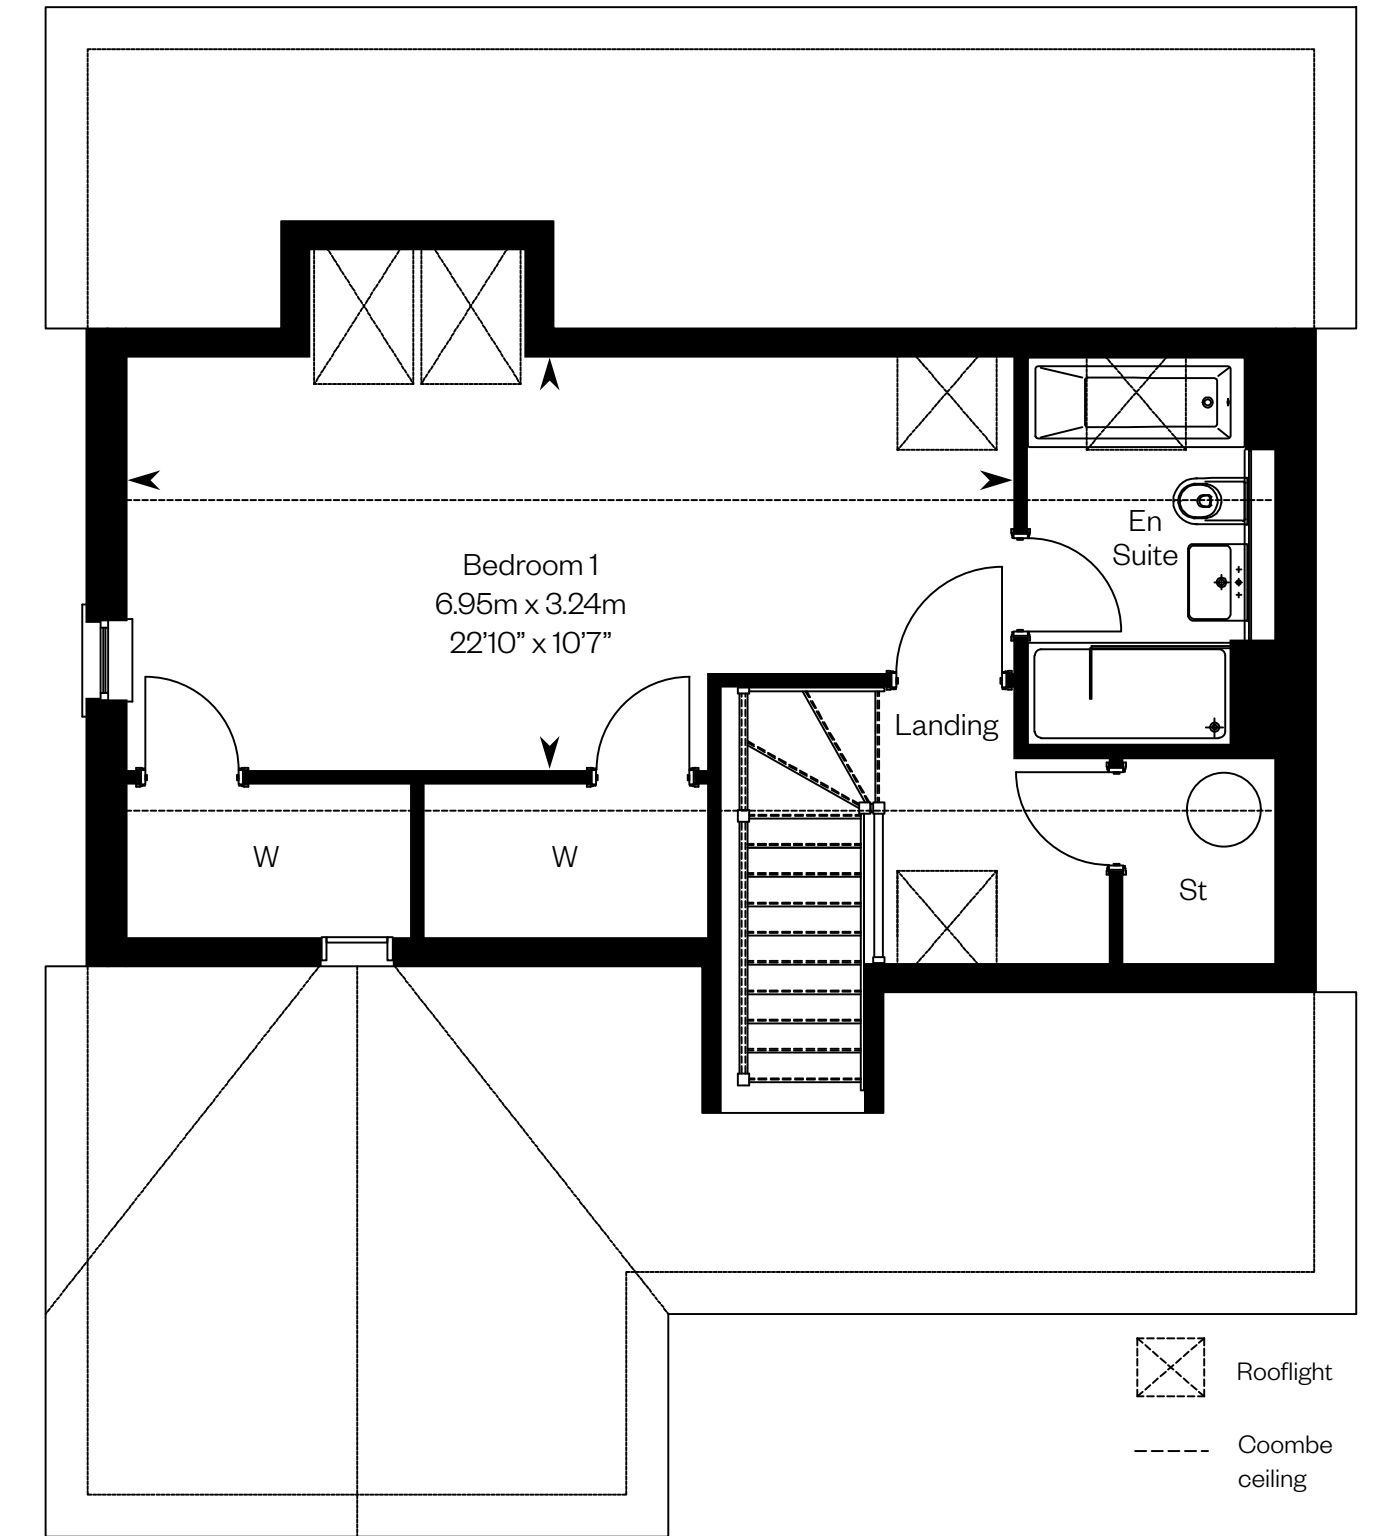 En
Suite
Bedroom 1
6.95m x 3.24m
22’10” x 10’7”
Landing
W
W
St
Rooflight
Coombe
ceiling